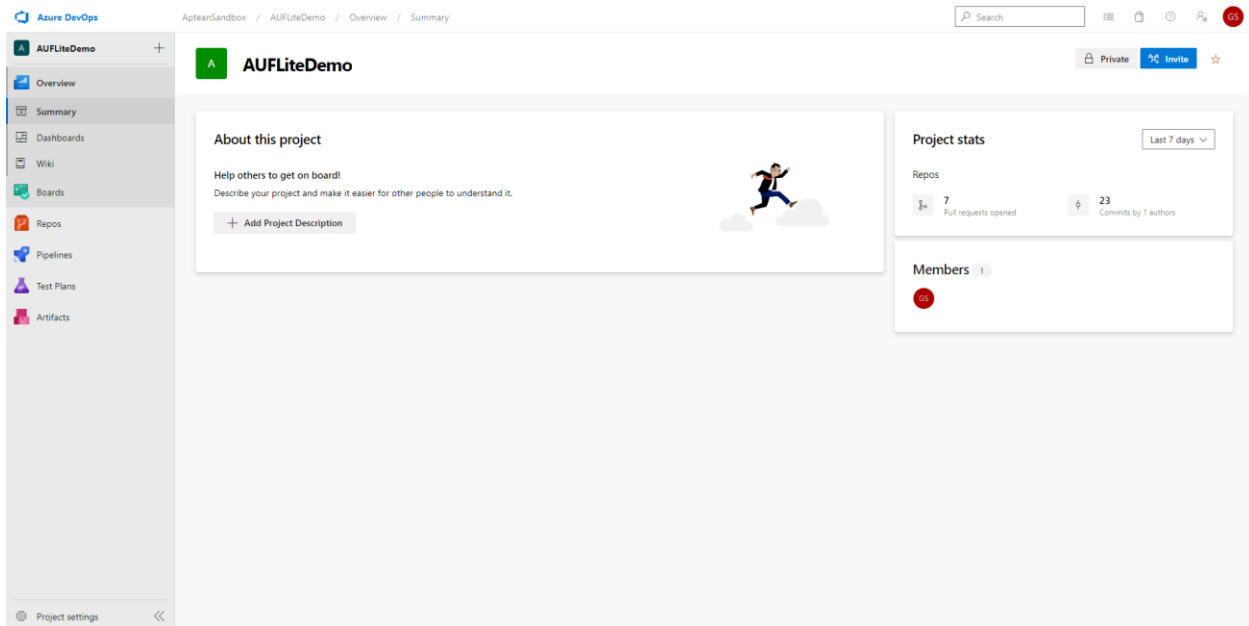 Azure DevOps
ApteanSandbox / AUFLiteDemo / Overview / Summary
Search
GS
A AUFLiteDemo
Overview
Summary
Dashboards
Wiki
Boards
Repos
Pipelines
Test Plans
Artifacts
Project settings
A AUFLiteDemo
Private
Invite
About this project
Help others to get on board!
Describe your project and make it easier for other people to understand it.
Add Project Description
Project stats
Last 7 days
Repos
7
Pull requests opened
23
Commits by 1 authors
Members 1
GS